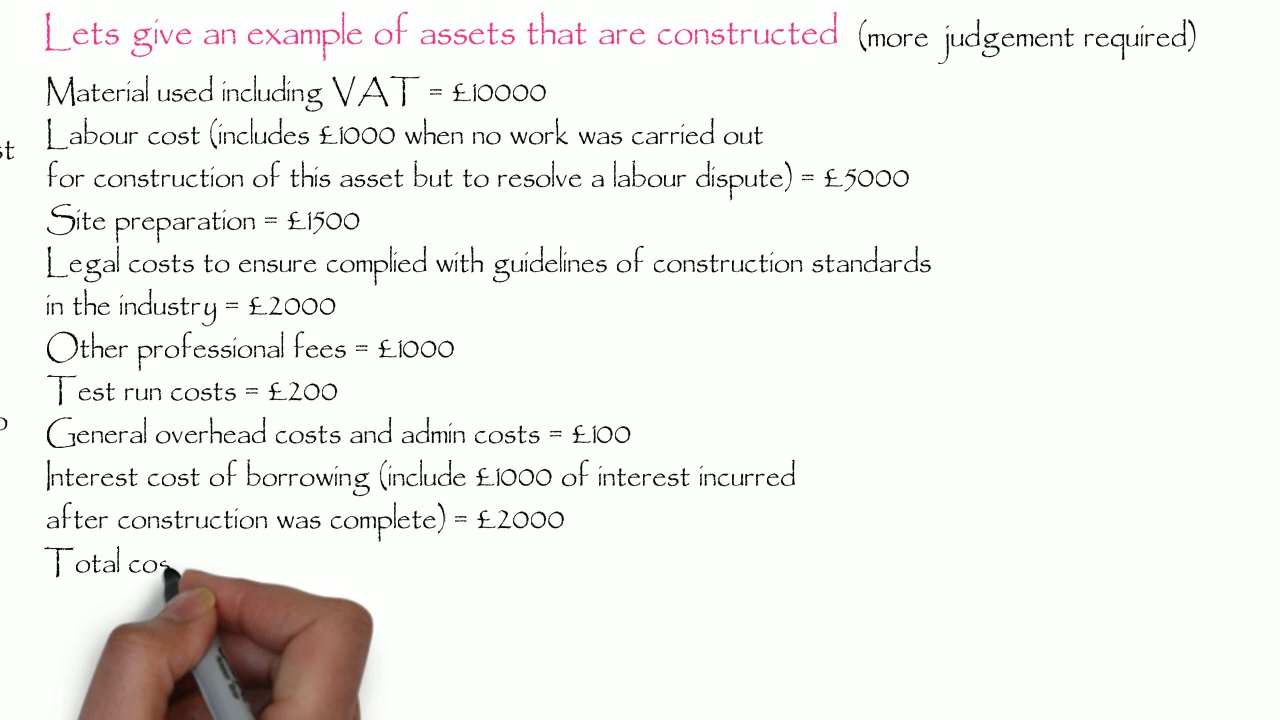 Lets give an example of assets that are constructed (more judgement required)
Material used including VAT = £10000
Labour cost (includes £1000 when no work was carried out
for construction of this asset but to resolve a labour dispute) = £5000
Site preparation = £1500
Legal costs to ensure complied with guidelines of construction standards
in the industry = £2000
Other professional fees = £1000
Test run costs = £200
General overhead costs and admin costs = £100
Interest cost of borrowing (include £1000 of interest incurred
after construction was complete) = £2000
Total cos